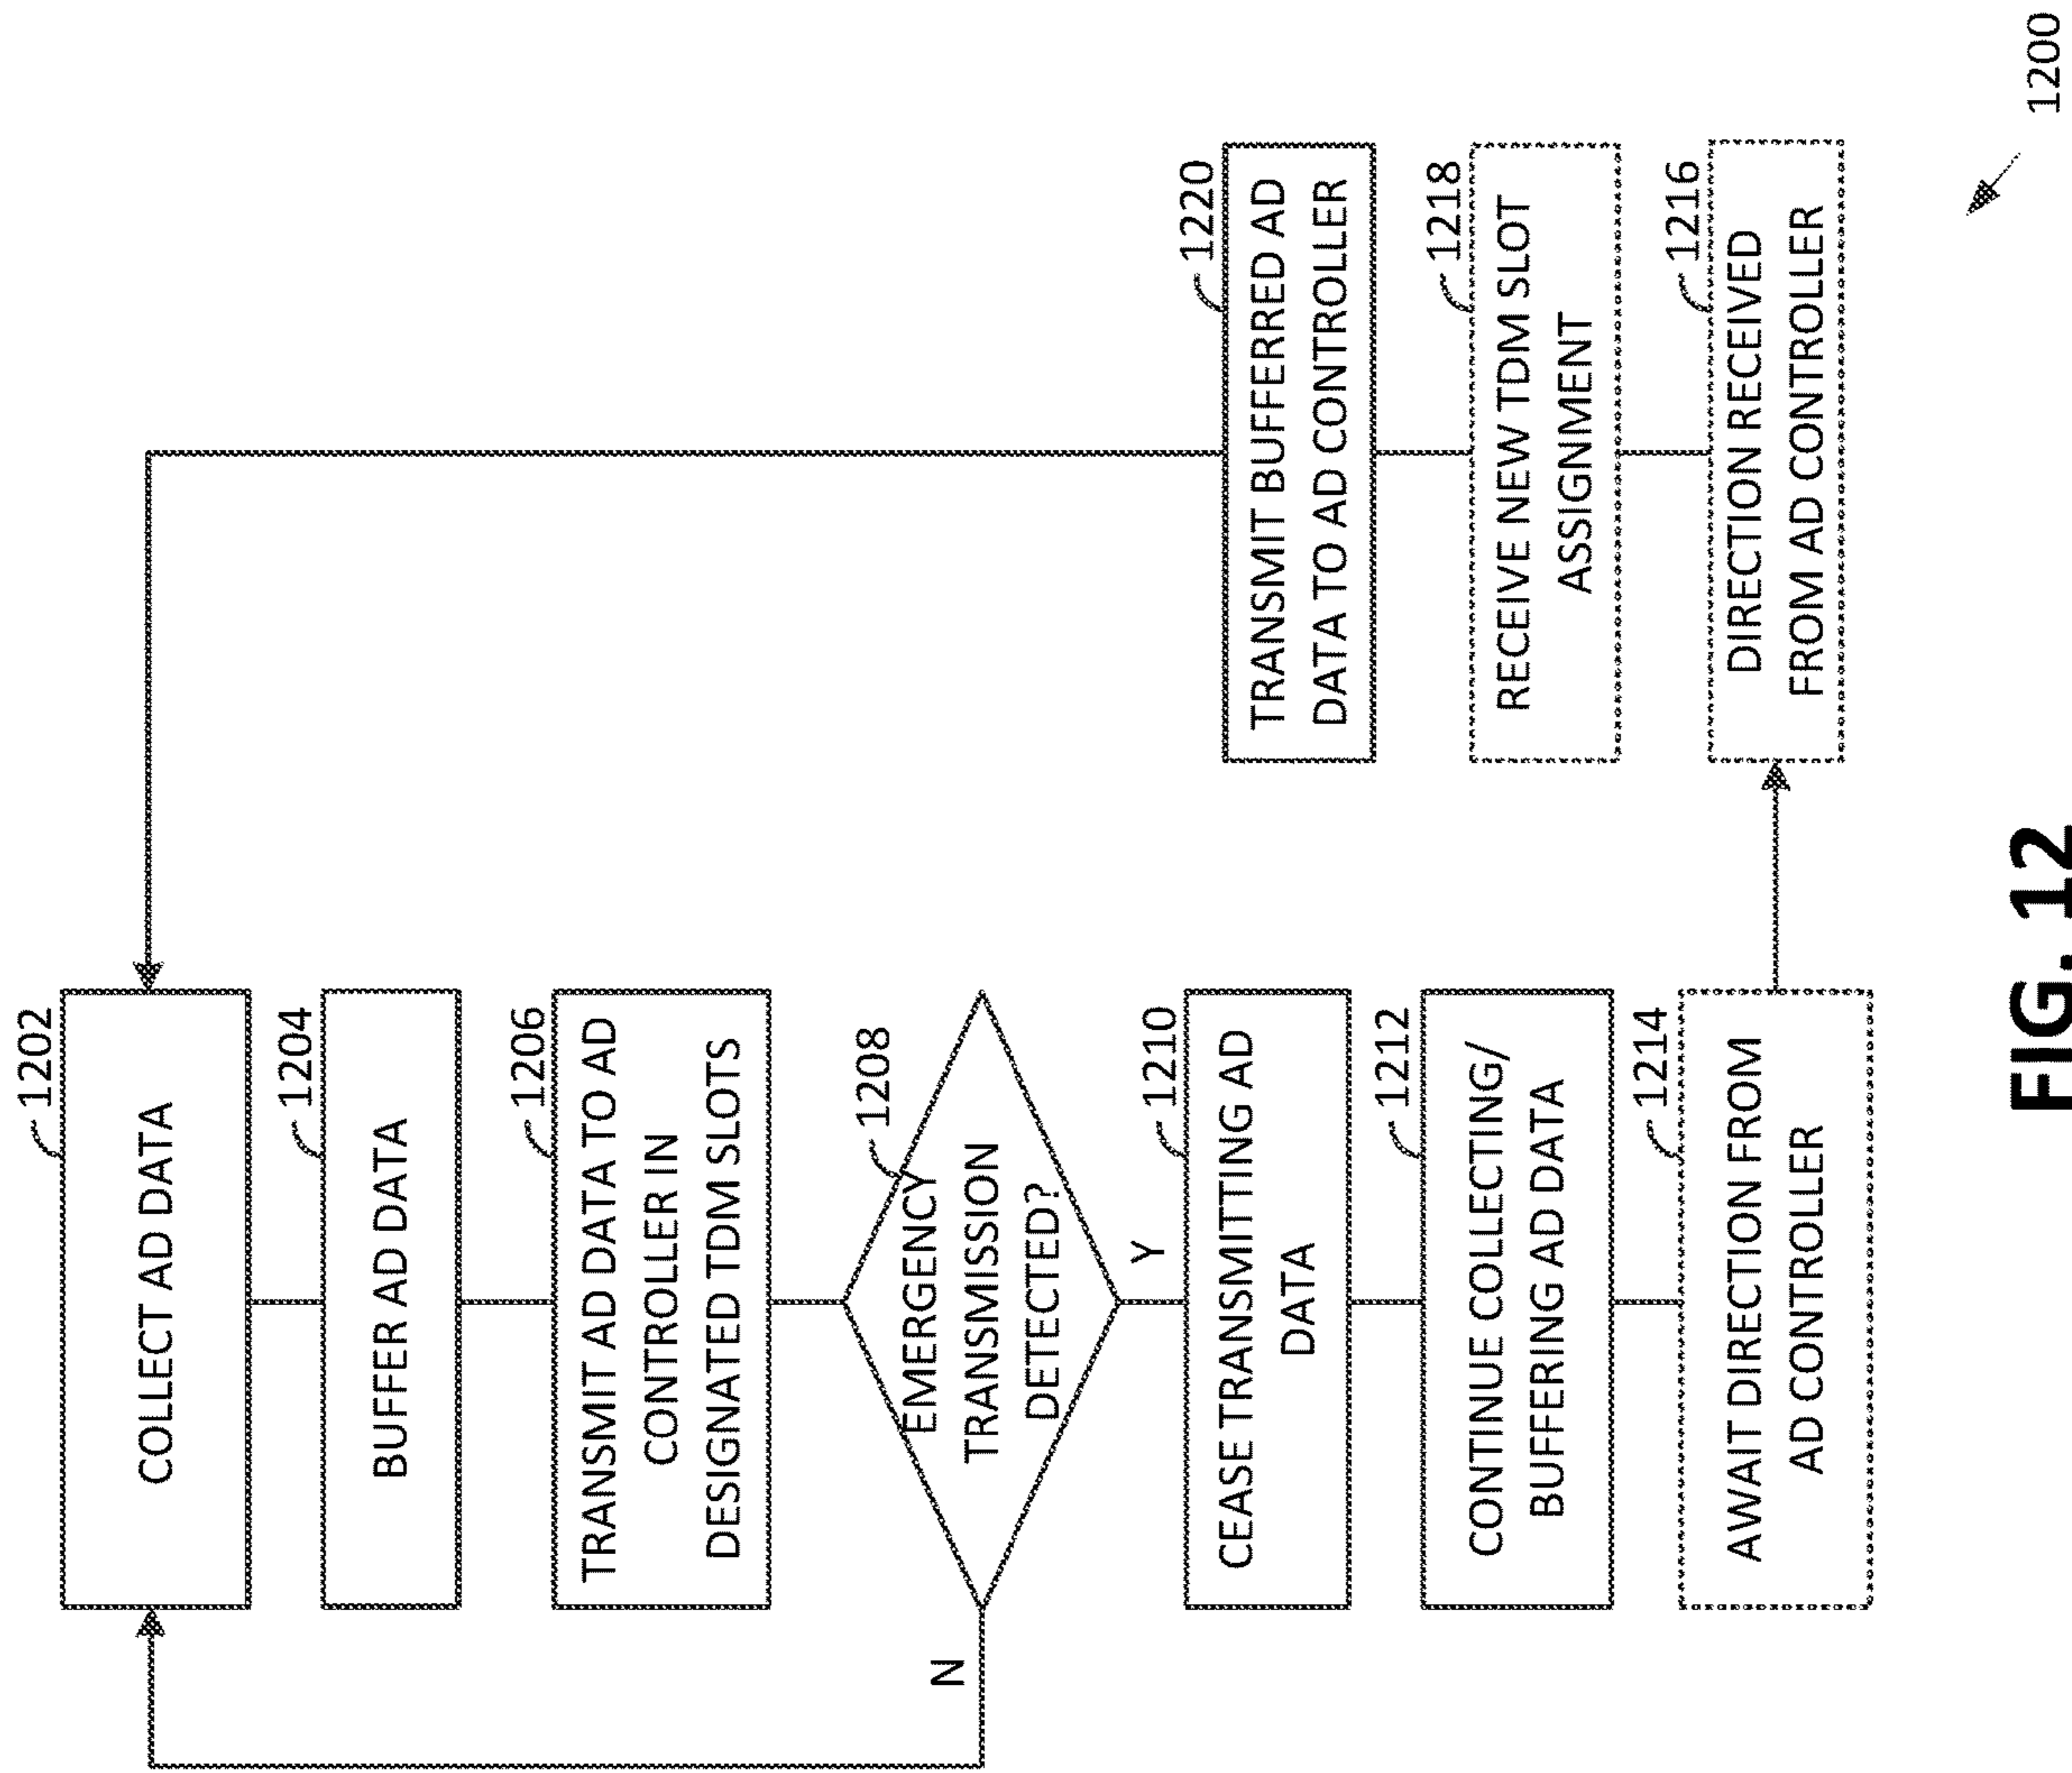 1202
COLLECT AD DATA
1204
BUFFER AD DATA
1206
TRANSMIT AD DATA TO AD
CONTROLLER IN
DESIGNATED TDM SLOTS
1208
EMERGENCY
TRANSMISSION
DETECTED?
N
Y
1210
CEASE TRANSMITTING AD
DATA
1212
CONTINUE COLLECTING/
BUFFERING AD DATA
1214
AWAIT DIRECTION FROM
AD CONTROLLER
1220
TRANSMIT BUFFERRED AD
DATA TO AD CONTROLLER
1218
RECEIVE NEW TDM SLOT
ASSIGNMENT
1216
DIRECTION RECEIVED
FROM AD CONTROLLER
1200
FIG. 12